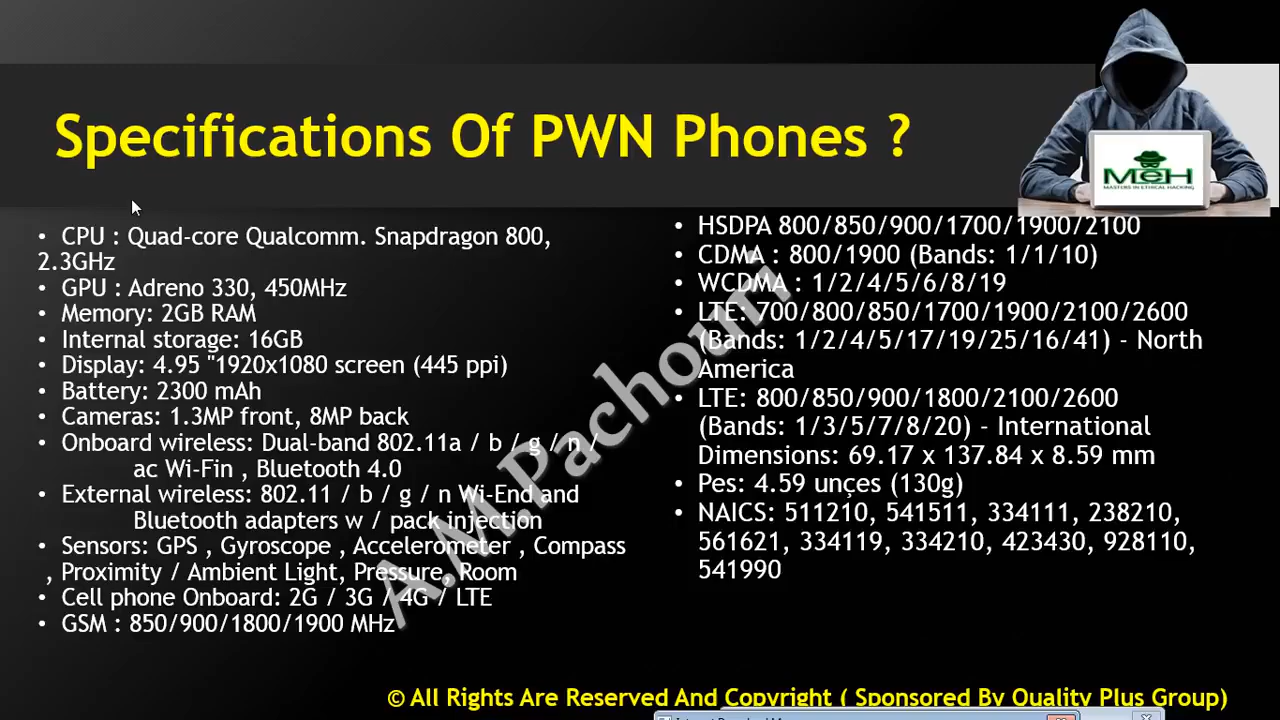 Specifications Of PWN Phones ?
MCH
MASTERS IN ETHICAL HACKING
• CPU : Quad-core Qualcomm. Snapdragon 800,
2.3GHz
• GPU : Adreno 330, 450MHz
• Memory: 2GB RAM
• Internal storage: 16GB
• Display: 4.95 "1920x1080 screen (445 ppi)
• Battery: 2300 mAh
• Cameras: 1.3MP front, 8MP back
• Onboard wireless: Dual-band 802.11a / b / g / n /
ac Wi-Fin , Bluetooth 4.0
• External wireless: 802.11 / b / g / n Wi-End and
Bluetooth adapters w / pack injection
• Sensors: GPS , Gyroscope , Accelerometer , Compass
, Proximity / Ambient Light, Pressure, Room
• Cell phone Onboard: 2G / 3G / 4G / LTE
• GSM : 850/900/1800/1900 MHz
• HSDPA 800/850/900/1700/1900/2100
• CDMA : 800/1900 (Bands: 1/1/10)
• WCDMA : 1/2/4/5/6/8/19
• LTE: 700/800/850/1700/1900/2100/2600
(Bands: 1/2/4/5/17/19/25/16/41) - North
America
• LTE: 800/850/900/1800/2100/2600
(Bands: 1/3/5/7/8/20) - International
Dimensions: 69.17 x 137.84 x 8.59 mm
• Pes: 4.59 unçes (130g)
• NAICS: 511210, 541511, 334111, 238210,
561621, 334119, 334210, 423430, 928110,
541990
A.M.Pachoum
© All Rights Are Reserved And Copyright ( Sponsored By Quality Plus Group)